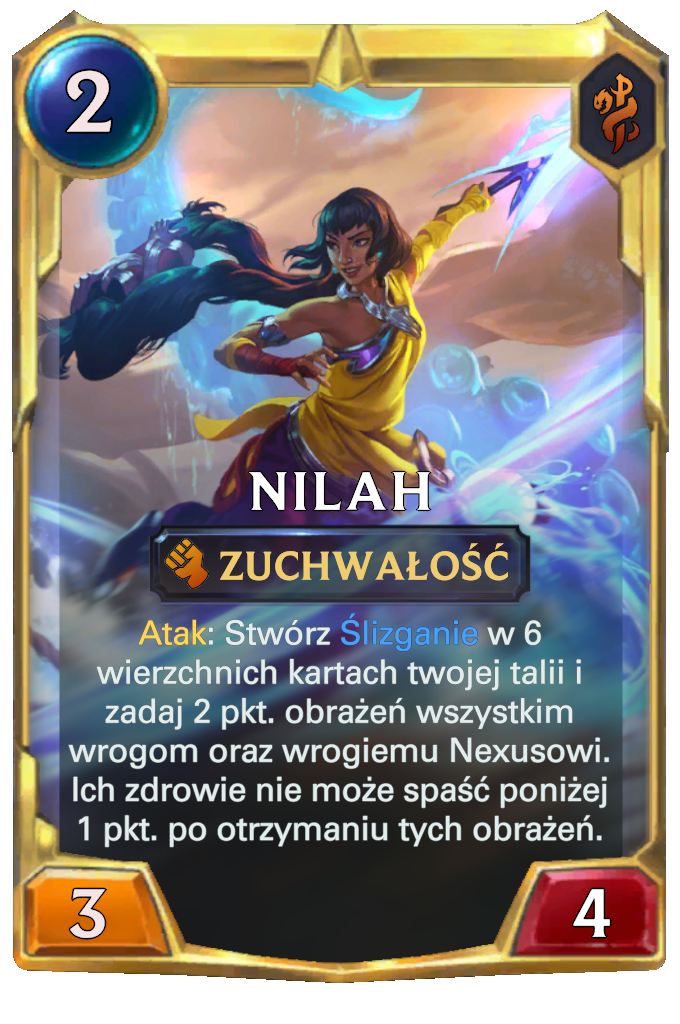 2
NILAH
ZUCHWAŁOŚĆ
Atak: Stwórz Ślizganie w 6
wierzchnich kartach twojej talii i
zadaj 2 pkt. obrażeń wszystkim
wrogom oraz wrogiemu Nexusowi.
Ich zdrowie nie może spaść poniżej
1 pkt. po otrzymaniu tych obrażeń.
3
4